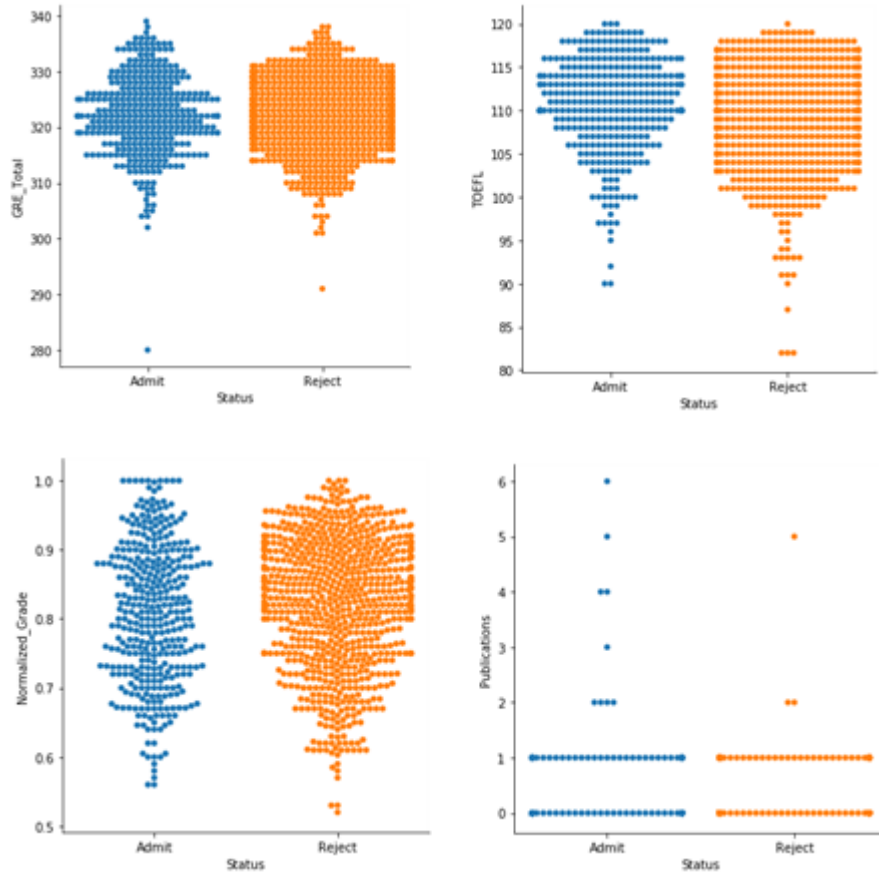 340
330
320
310
300
290
280
GRE_Total
Admit
Reject
Status
120
115
110
105
100
95
90
85
80
TOEFL
Admit
Reject
Status
1.0
0.9
0.8
0.7
0.6
0.5
Normalized_Grade
Admit
Reject
Status
6
5
4
3
2
1
0
Publications
Admit
Reject
Status